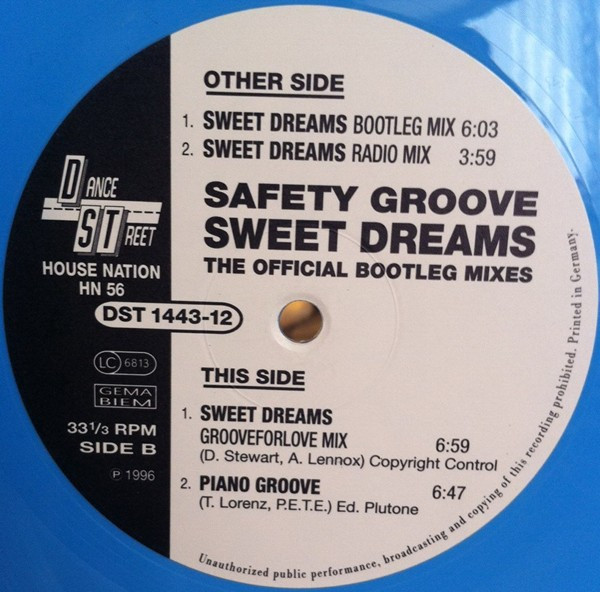 DANCE
STREET
HOUSE NATION
HN 56
DST 1443-12
LC 6813
GEMA
BIEM
33 1/3 RPM
SIDE B
℗ 1996
OTHER SIDE
1. SWEET DREAMS BOOTLEG MIX 6:03
2. SWEET DREAMS RADIO MIX 3:59
SAFETY GROOVE
SWEET DREAMS
THE OFFICIAL BOOTLEG MIXES
THIS SIDE
1. SWEET DREAMS
GROOVEFORLOVE MIX 6:59
(D. Stewart, A. Lennox) Copyright Control
2. PIANO GROOVE 6:47
(T. Lorenz, P.E.T.E.) Ed. Plutone
Unauthorized public performance, broadcasting and copying of this recording prohibited. Printed in Germany.